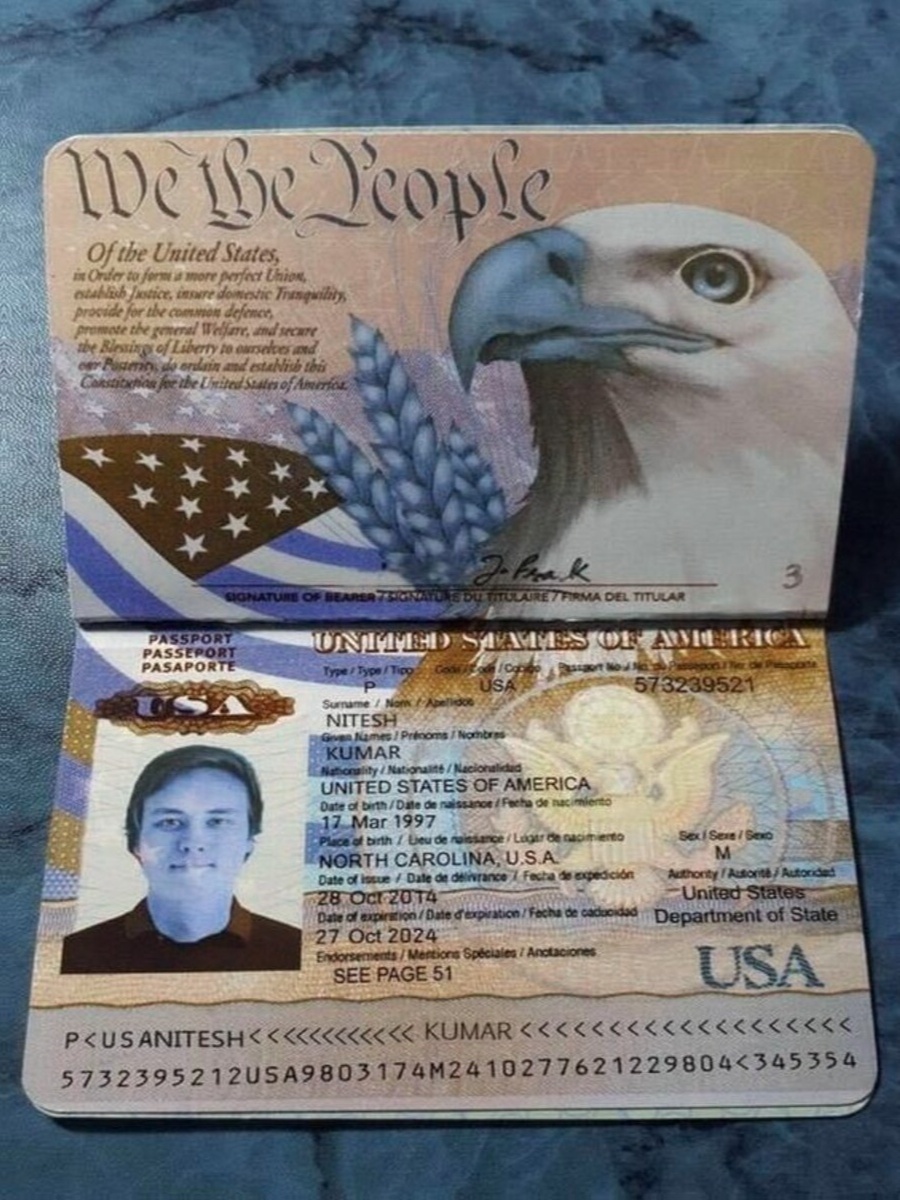 We the People
Of the United States,
in Order to form a more perfect Union,
establish Justice, insure domestic Tranquility,
provide for the common defence,
promote the general Welfare, and secure
the Blessings of Liberty to ourselves and
our Posterity, do ordain and establish this
Constitution for the United States of America.
3
SIGNATURE OF BEARER / SIGNATURE DU TITULAIRE / FIRMA DEL TITULAR
PASSPORT
PASSEPORT
PASAPORTE
USA
UNITED STATES OF AMERICA
Type / Type / Tipo Code / Code / Codigo Passport No
P USA 573239521
Surname / Nom / Apellidos
NITESH
Given Names / Prénoms / Nombres
KUMAR
Nationality / Nationalité / Nacionalidad
UNITED STATES OF AMERICA
Date of birth / Date de naissance / Fecha de nacimiento
17 Mar 1997
Place of birth / Lieu de naissance / Lugar de nacimiento Sex / Sexe / Sexo
NORTH CAROLINA, U.S.A. M
Date of issue / Date de délivrance / Fecha de expedición Authority / Autorité / Autoridad
28 Oct 2014 United States
Date of expiration / Date d'expiration / Fecha de caducidad Department of State
27 Oct 2024
Endorsements / Mentions Spéciales / Anotaciones
SEE PAGE 51 USA
P<USANITESH<<<<<<<<<<<< KUMAR <<<<<<<<<<<<<<<<<<<<
5732395212USA9803174M2410277621229804<345354